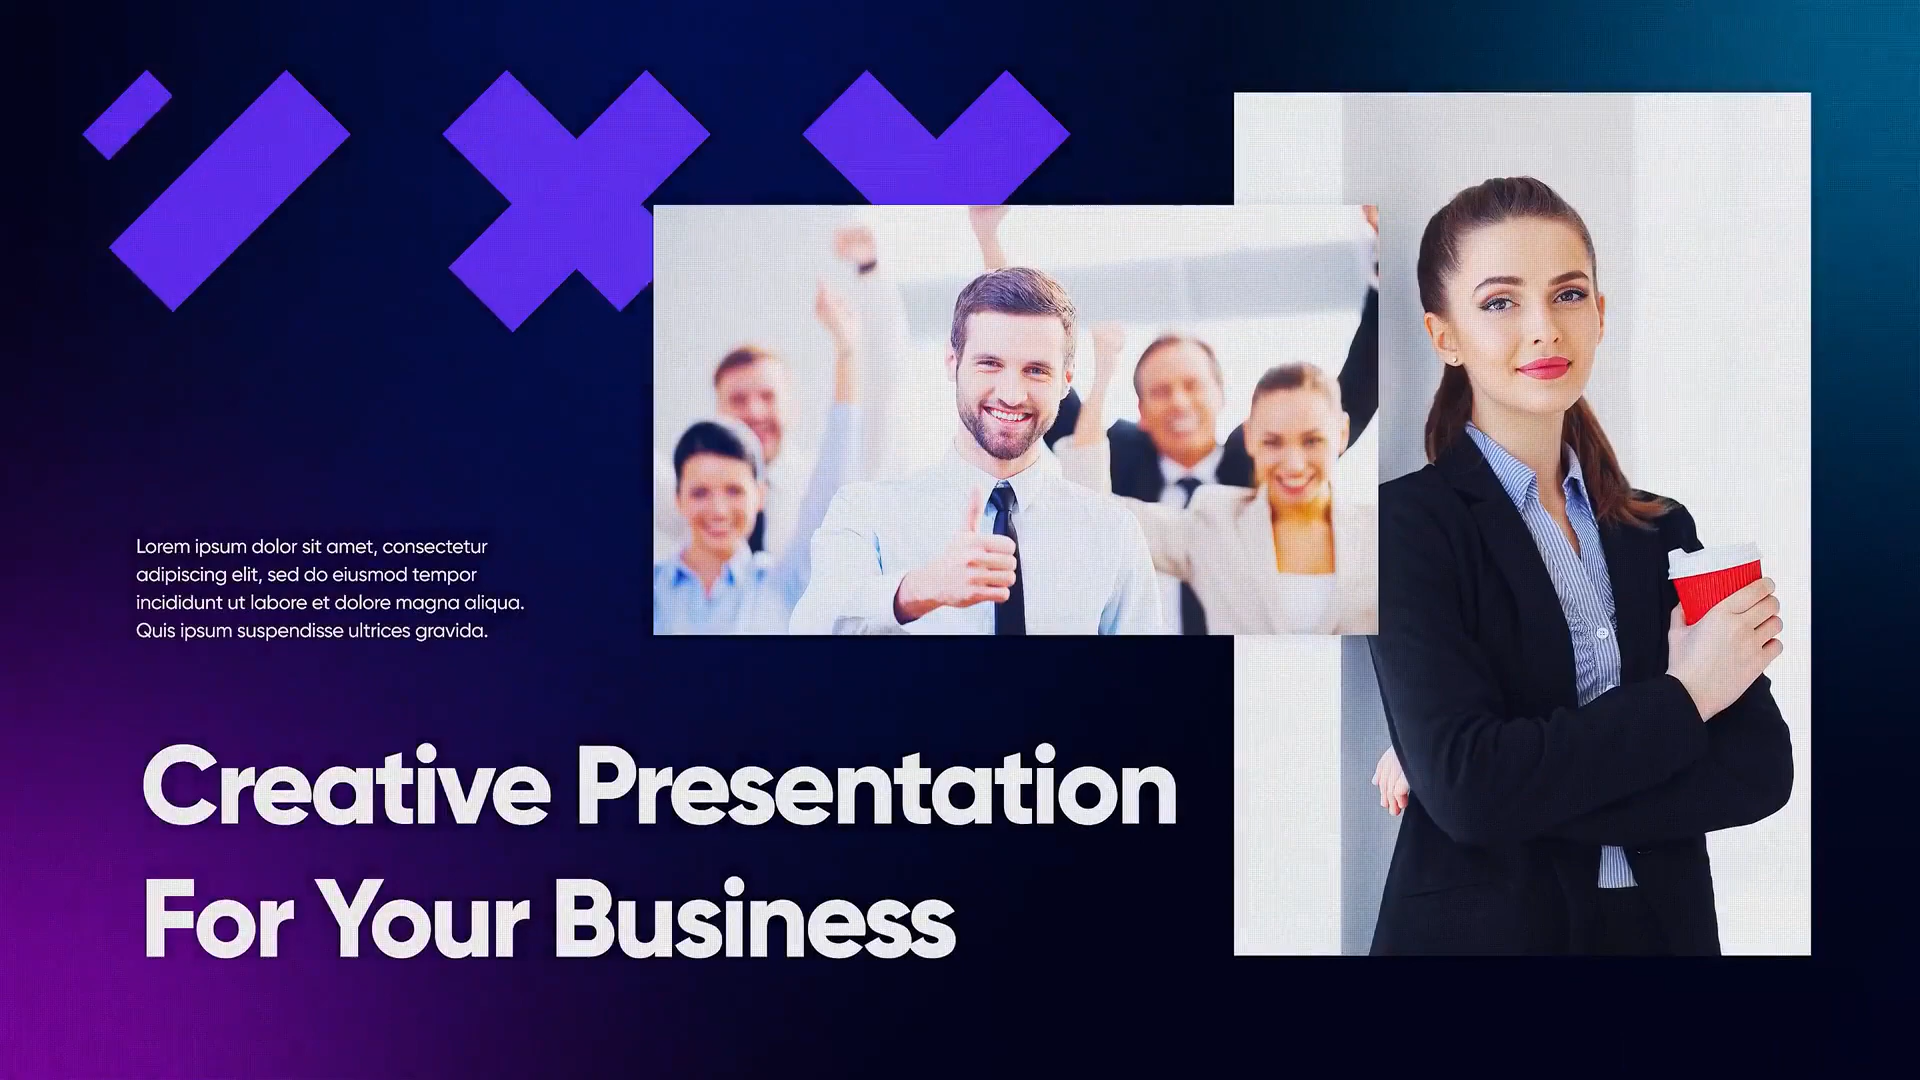 Lorem ipsum dolor sit amet, consectetur
adipiscing elit, sed do eiusmod tempor
incididunt ut labore et dolore magna aliqua.
Quis ipsum suspendisse ultrices gravida.
Creative Presentation
For Your Business